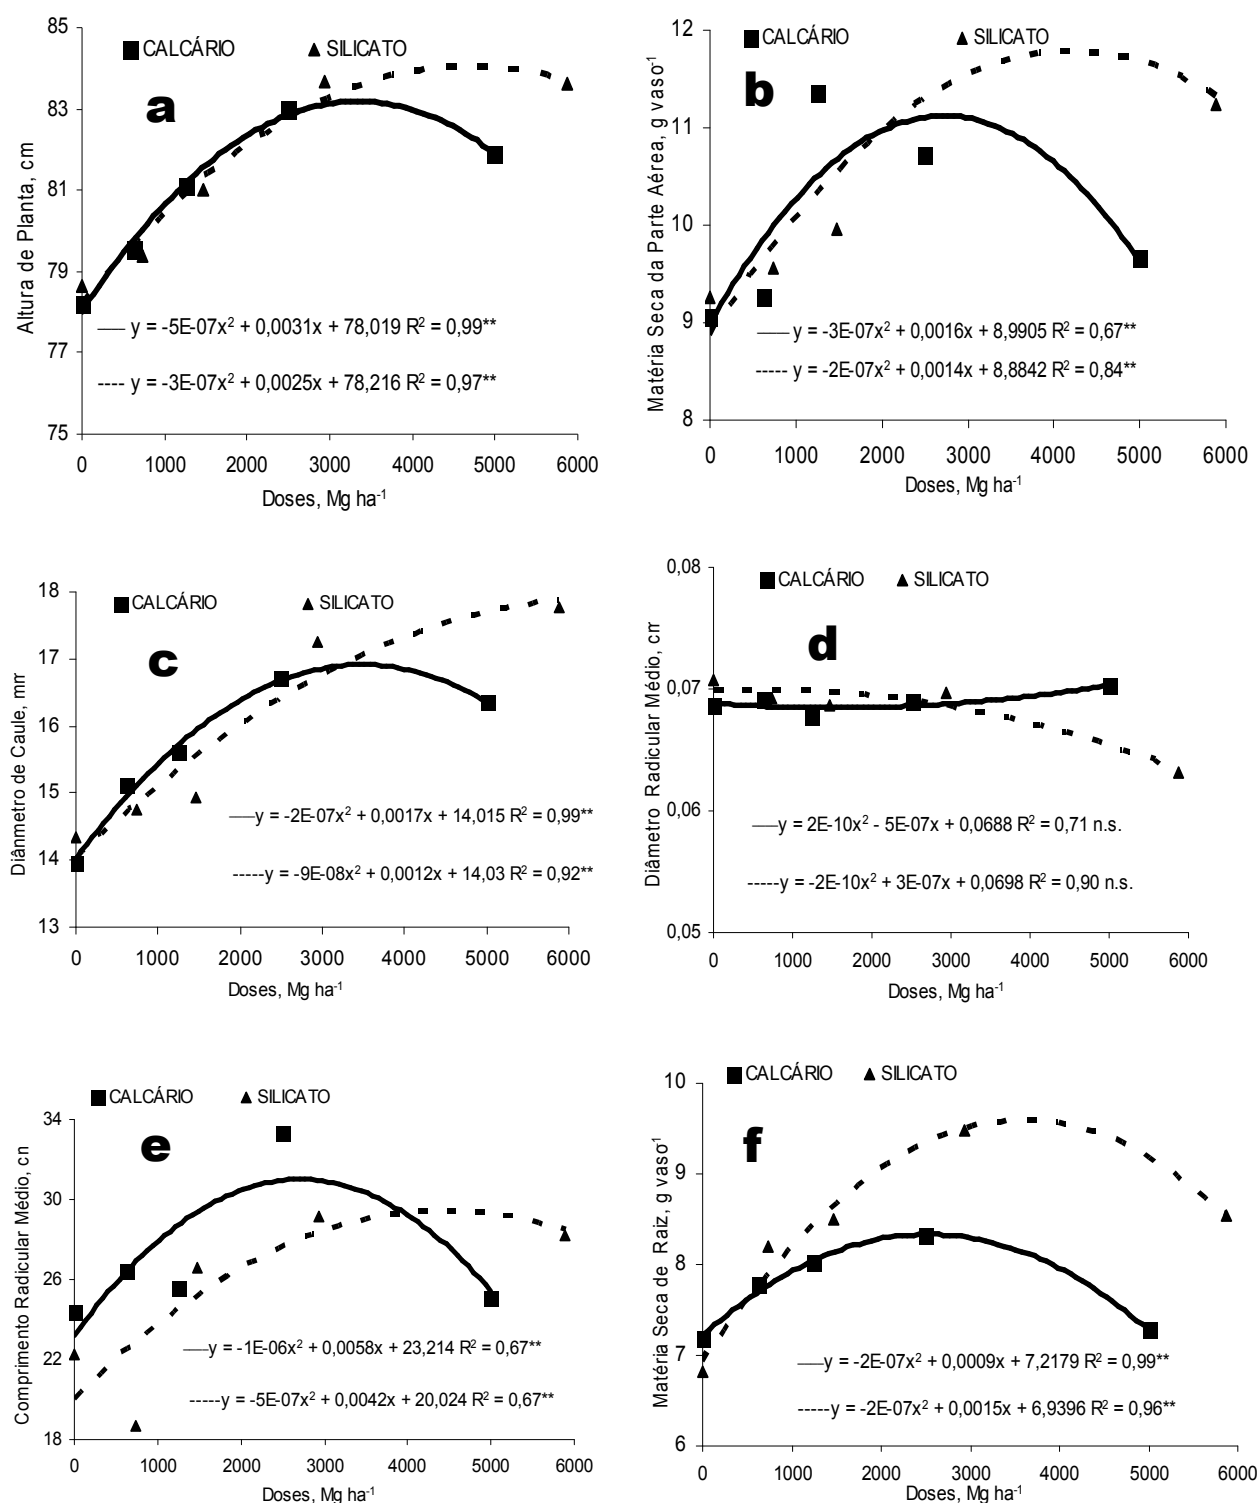 85
CALCÁRIO
SILICATO
a
83
81
79
77
75
Altura de Planta, cm
y = -5E-07x² + 0,0031x + 78,019 R² = 0,99**
---- y = -3E-07x² + 0,0025x + 78,216 R² = 0,97**
0 1000 2000 3000 4000 5000 6000
Doses, Mg ha⁻¹
12
CALCÁRIO
SILICATO
b
11
10
9
8
Matéria Seca da Parte Aérea, g vaso⁻¹
y = -3E-07x² + 0,0016x + 8,9905 R² = 0,67**
----- y = -2E-07x² + 0,0014x + 8,8842 R² = 0,84**
0 1000 2000 3000 4000 5000 6000
Doses, Mg ha⁻¹
18
CALCÁRIO
SILICATO
c
17
16
15
14
13
Diânmetro de Caule, mm
y = -2E-07x² + 0,0017x + 14,015 R² = 0,99**
-----y = -9E-08x² + 0,0012x + 14,03 R² = 0,92**
0 1000 2000 3000 4000 5000 6000
Doses, Mg ha⁻¹
0,08
CALCÁRIO
SILICATO
d
0,07
0,06
0,05
Diâmetro Radicular Médio, cm
y = 2E-10x² - 5E-07x + 0,0688 R² = 0,71 n.s.
-----y = -2E-10x² + 3E-07x + 0,0698 R² = 0,90 n.s.
0 1000 2000 3000 4000 5000 6000
Doses, Mg ha⁻¹
CALCÁRIO
SILICATO
34
e
30
26
22
18
Comprimento Radicular Médio, cn
y = -1E-06x² + 0,0058x + 23,214 R² = 0,67**
-----y = -5E-07x² + 0,0042x + 20,024 R² = 0,67**
0 1000 2000 3000 4000 5000 6000
Doses, Mg ha⁻¹
10
CALCÁRIO
SILICATO
f
9
8
7
6
Matéria Seca de Raiz, g vaso⁻¹
y = -2E-07x² + 0,0009x + 7,2179 R² = 0,99**
-----y = -2E-07x² + 0,0015x + 6,9396 R² = 0,96**
0 1000 2000 3000 4000 5000 6000
Doses, Mg ha⁻¹